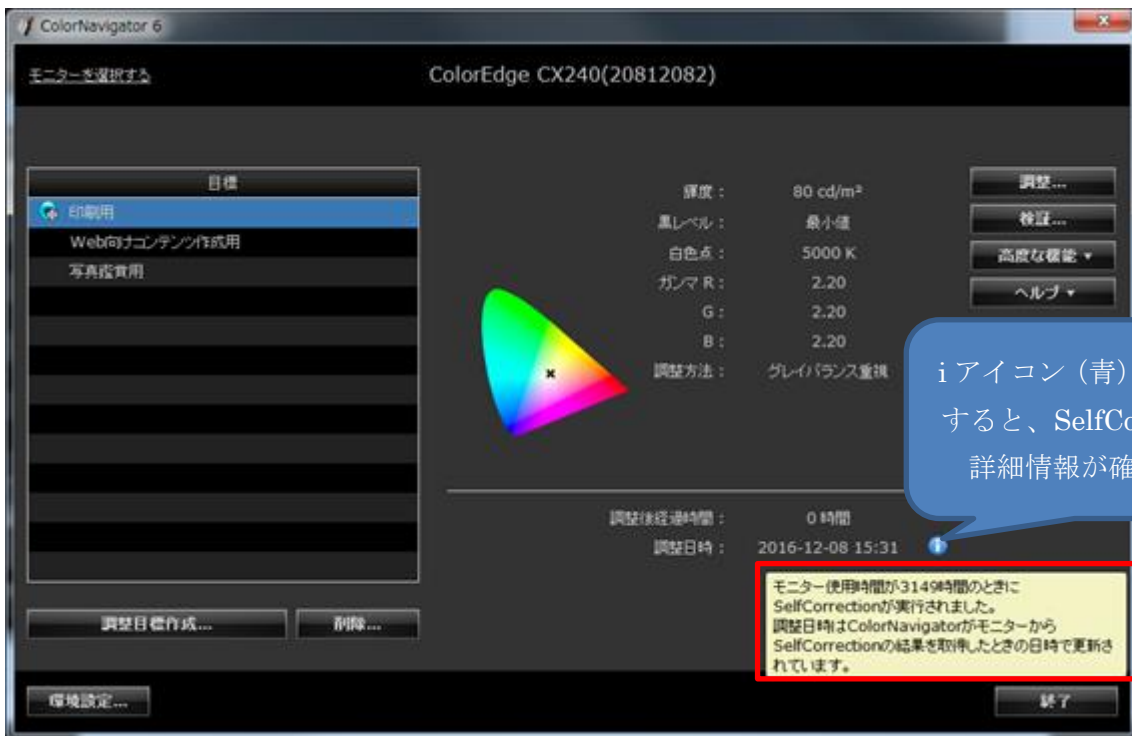 ColorNavigator 6
モニターを選択する
ColorEdge CX240(20812082)
目標
印刷用
Web向けコンテンツ作成用
写真鑑賞用
輝度： 80 cd/m²
黒レベル： 最小値
白色点： 5000 K
ガンマ R： 2.20
G： 2.20
B： 2.20
調整方法： グレイバランス重視
調整...
検証...
高度な機能
ヘルプ
i アイコン（青）
すると、SelfCo
詳細情報が確
調整後経過時間： 0 時間
調整日時： 2016-12-08 15:31
モニター使用時間が3149時間のときに
SelfCorrectionが実行されました。
調整日時はColorNavigatorがモニターから
SelfCorrectionの結果を取得したときの日時で更新さ
れています。
調整目標作成...
削除...
環境設定...
終了